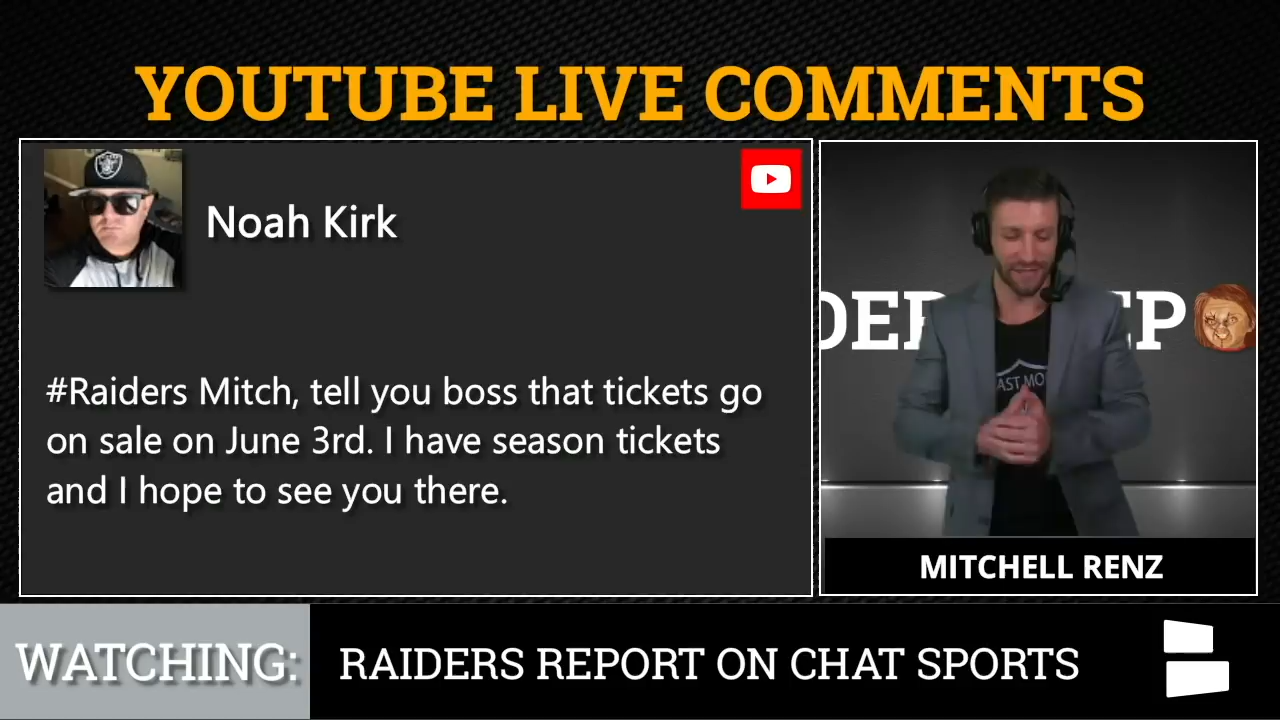 YOUTUBE LIVE COMMENTS
Noah Kirk
#Raiders Mitch, tell you boss that tickets go
on sale on June 3rd. I have season tickets
and I hope to see you there.
MITCHELL RENZ
WATCHING:
RAIDERS REPORT ON CHAT SPORTS